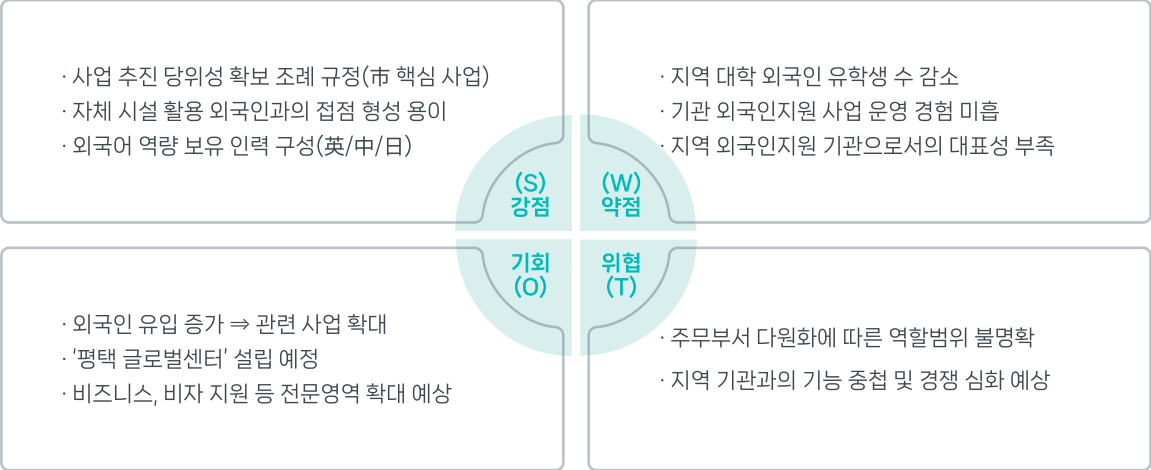 · 사업 추진 당위성 확보 조례 규정(市 핵심 사업)
· 자체 시설 활용 외국인과의 접점 형성 용이
· 외국어 역량 보유 인력 구성(英/中/日)
(S)
강점
· 지역 대학 외국인 유학생 수 감소
· 기관 외국인지원 사업 운영 경험 미흡
· 지역 외국인지원 기관으로서의 대표성 부족
(W)
약점
기회
(O)
· 외국인 유입 증가 ⇒ 관련 사업 확대
· ‘평택 글로벌센터’ 설립 예정
· 비즈니스, 비자 지원 등 전문영역 확대 예상
위협
(T)
· 주무부서 다원화에 따른 역할범위 불명확
· 지역 기관과의 기능 중첩 및 경쟁 심화 예상